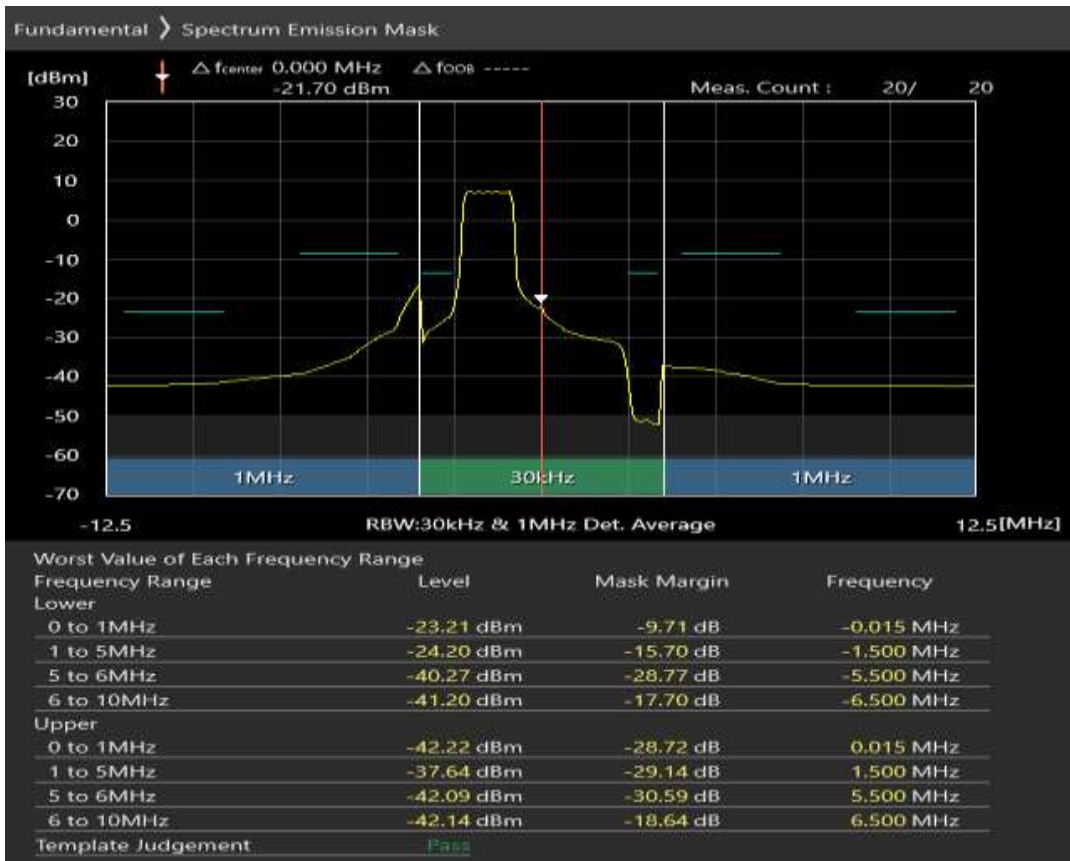 Fundamental 》 Spectrum Emission Mask
[dBm] △ fcenter 0.000 MHz △ fOOB -----
-21.70 dBm Meas. Count : 20/ 20
30
20
10
0
-10
-20
-30
-40
-50
-60
1MHz 30kHz 1MHz
-70
-12.5 RBW:30kHz & 1MHz Det. Average 12.5[MHz]
Worst Value of Each Frequency Range
Frequency Range Level Mask Margin Frequency
Lower
0 to 1MHz -23.21 dBm -9.71 dB -0.015 MHz
1 to 5MHz -24.20 dBm -15.70 dB -1.500 MHz
5 to 6MHz -40.27 dBm -28.77 dB -5.500 MHz
6 to 10MHz -41.20 dBm -17.70 dB -6.500 MHz
Upper
0 to 1MHz -42.22 dBm -28.72 dB 0.015 MHz
1 to 5MHz -37.64 dBm -29.14 dB 1.500 MHz
5 to 6MHz -42.09 dBm -30.59 dB 5.500 MHz
6 to 10MHz -42.14 dBm -18.64 dB 6.500 MHz
Template Judgement Pass